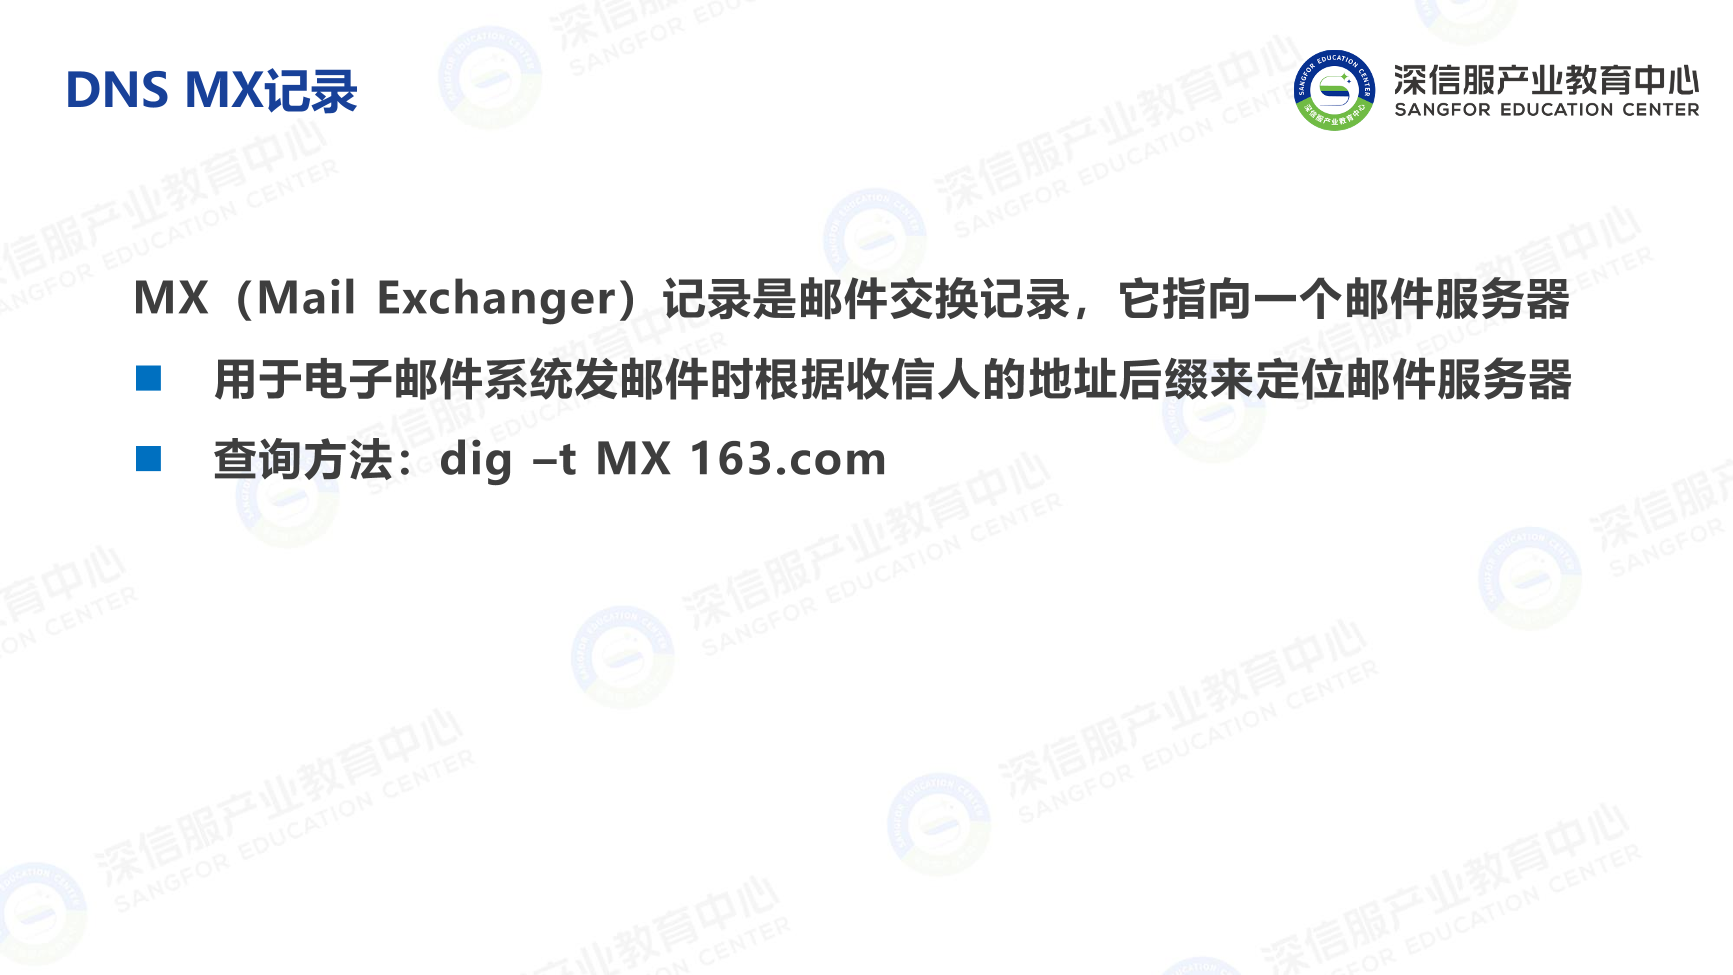 DNS MX记录
深信服产业教育中心
SANGFOR EDUCATION CENTER
MX（Mail Exchanger）记录是邮件交换记录，它指向一个邮件服务器
用于电子邮件系统发邮件时根据收信人的地址后缀来定位邮件服务器
查询方法：dig –t MX 163.com